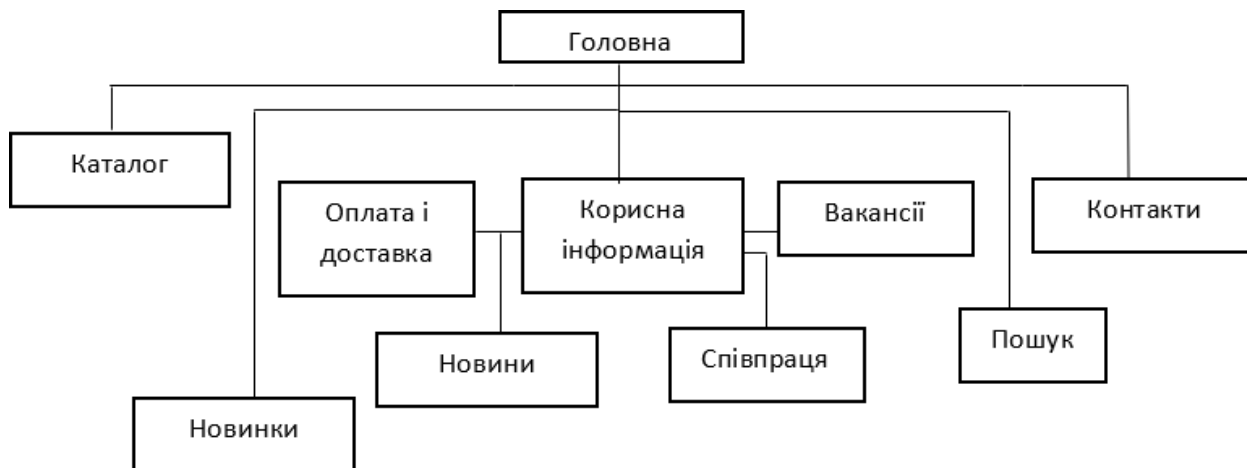 Головна
Каталог
Оплата і
доставка
Корисна
інформація
Вакансії
Контакти
Новини
Співпраця
Пошук
Новинки